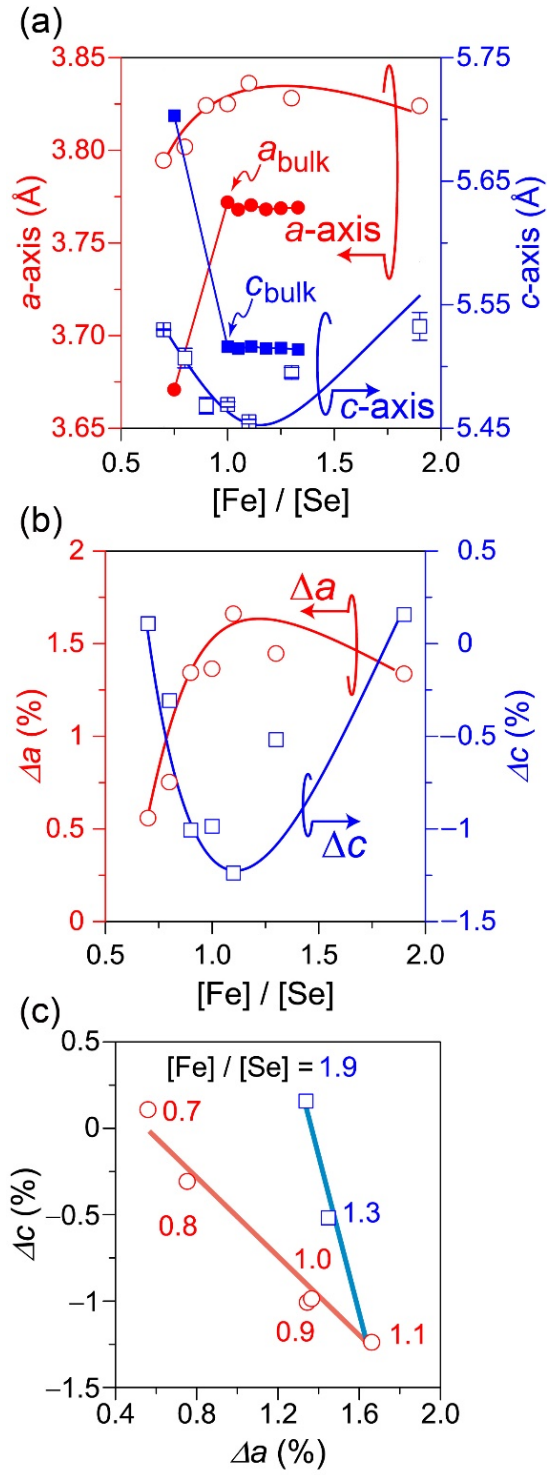 (a)
3.85
3.80
3.75
3.70
3.65
a-axis (Å)
5.75
5.65
5.55
5.45
c-axis (Å)
a bulk
a-axis
c bulk
c-axis
0.5 1.0 1.5 2.0
[Fe] / [Se]
(b)
2
1.5
1
0.5
0
Δa (%)
0.5
0
−0.5
−1
−1.5
Δc (%)
Δa
Δc
0.5 1.0 1.5 2.0
[Fe] / [Se]
(c)
0.5
0
−0.5
−1
−1.5
Δc (%)
[Fe] / [Se] = 1.9
0.7
0.8
1.3
1.0
0.9
1.1
0.4 0.8 1.2 1.6 2.0
Δa (%)